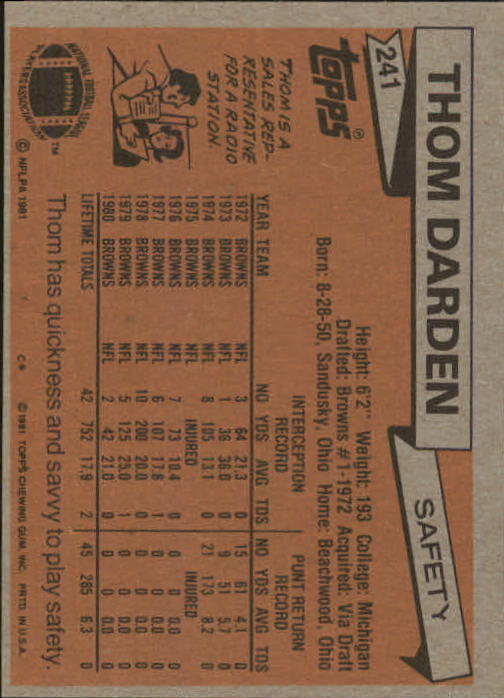 THOM DARDEN
SAFETY
241
topps®
Height: 6'2" Weight: 193 College: Michigan
Drafted: Browns #1-1972 Acquired: Via Draft
Born: 8-28-50, Sandusky, Ohio Home: Beachwood, Ohio
THOM IS A
SALES REP-
RESENTATIVE
FOR A RADIO
STATION.
INTERCEPTION RECORD PUNT RETURN RECORD
YEAR TEAM NO YDS AVG TDS NO YDS AVG TDS
1972 BROWNS NFL 3 64 21.3 0 15 61 4.1 0
1973 BROWNS NFL 1 36 36.0 0 9 51 5.7 0
1974 BROWNS NFL 8 105 13.1 0 21 173 8.2 0
1975 BROWNS INJURED INJURED
1976 BROWNS NFL 7 73 10.4 0 0 0 0.0 0
1977 BROWNS NFL 6 107 17.8 1 0 0 0.0 0
1978 BROWNS NFL 10 200 20.0 0 0 0 0.0 0
1979 BROWNS NFL 5 125 25.0 1 0 0 0.0 0
1980 BROWNS NFL 2 42 21.0 0 0 0 0.0 0
LIFETIME TOTALS 42 752 17.9 2 45 285 6.3 0
Thom has quickness and savvy to play safety.
NATIONAL FOOTBALL LEAGUE
PLAYERS ASSOCIATION
™
© NFLPA 1981
C* © 1981 TOPPS CHEWING GUM, INC. PRTD. IN U.S.A.